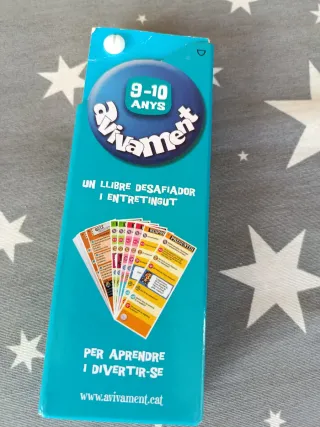 9-10
ANYS
avivament
UN LLIBRE DESAFIADOR
I ENTRETINGUT
PER APRENDRE
I DIVERTIR-SE
www.avivament.cat